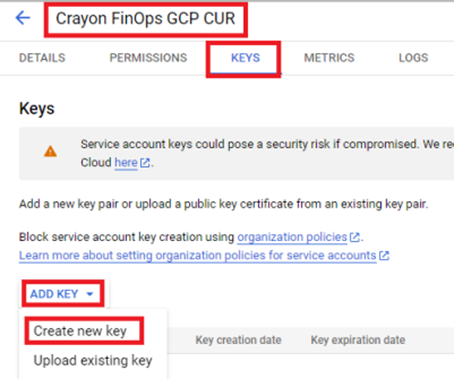 Crayon FinOps GCP CUR
DETAILS PERMISSIONS KEYS METRICS LOGS
Keys
Service account keys could pose a security risk if compromised. We
Cloud here.
Add a new key pair or upload a public key certificate from an existing key pair.
Block service account key creation using organization policies.
Learn more about setting organization policies for service accounts
ADD KEY
Create new key
Key creation date Key expiration date
Upload existing key